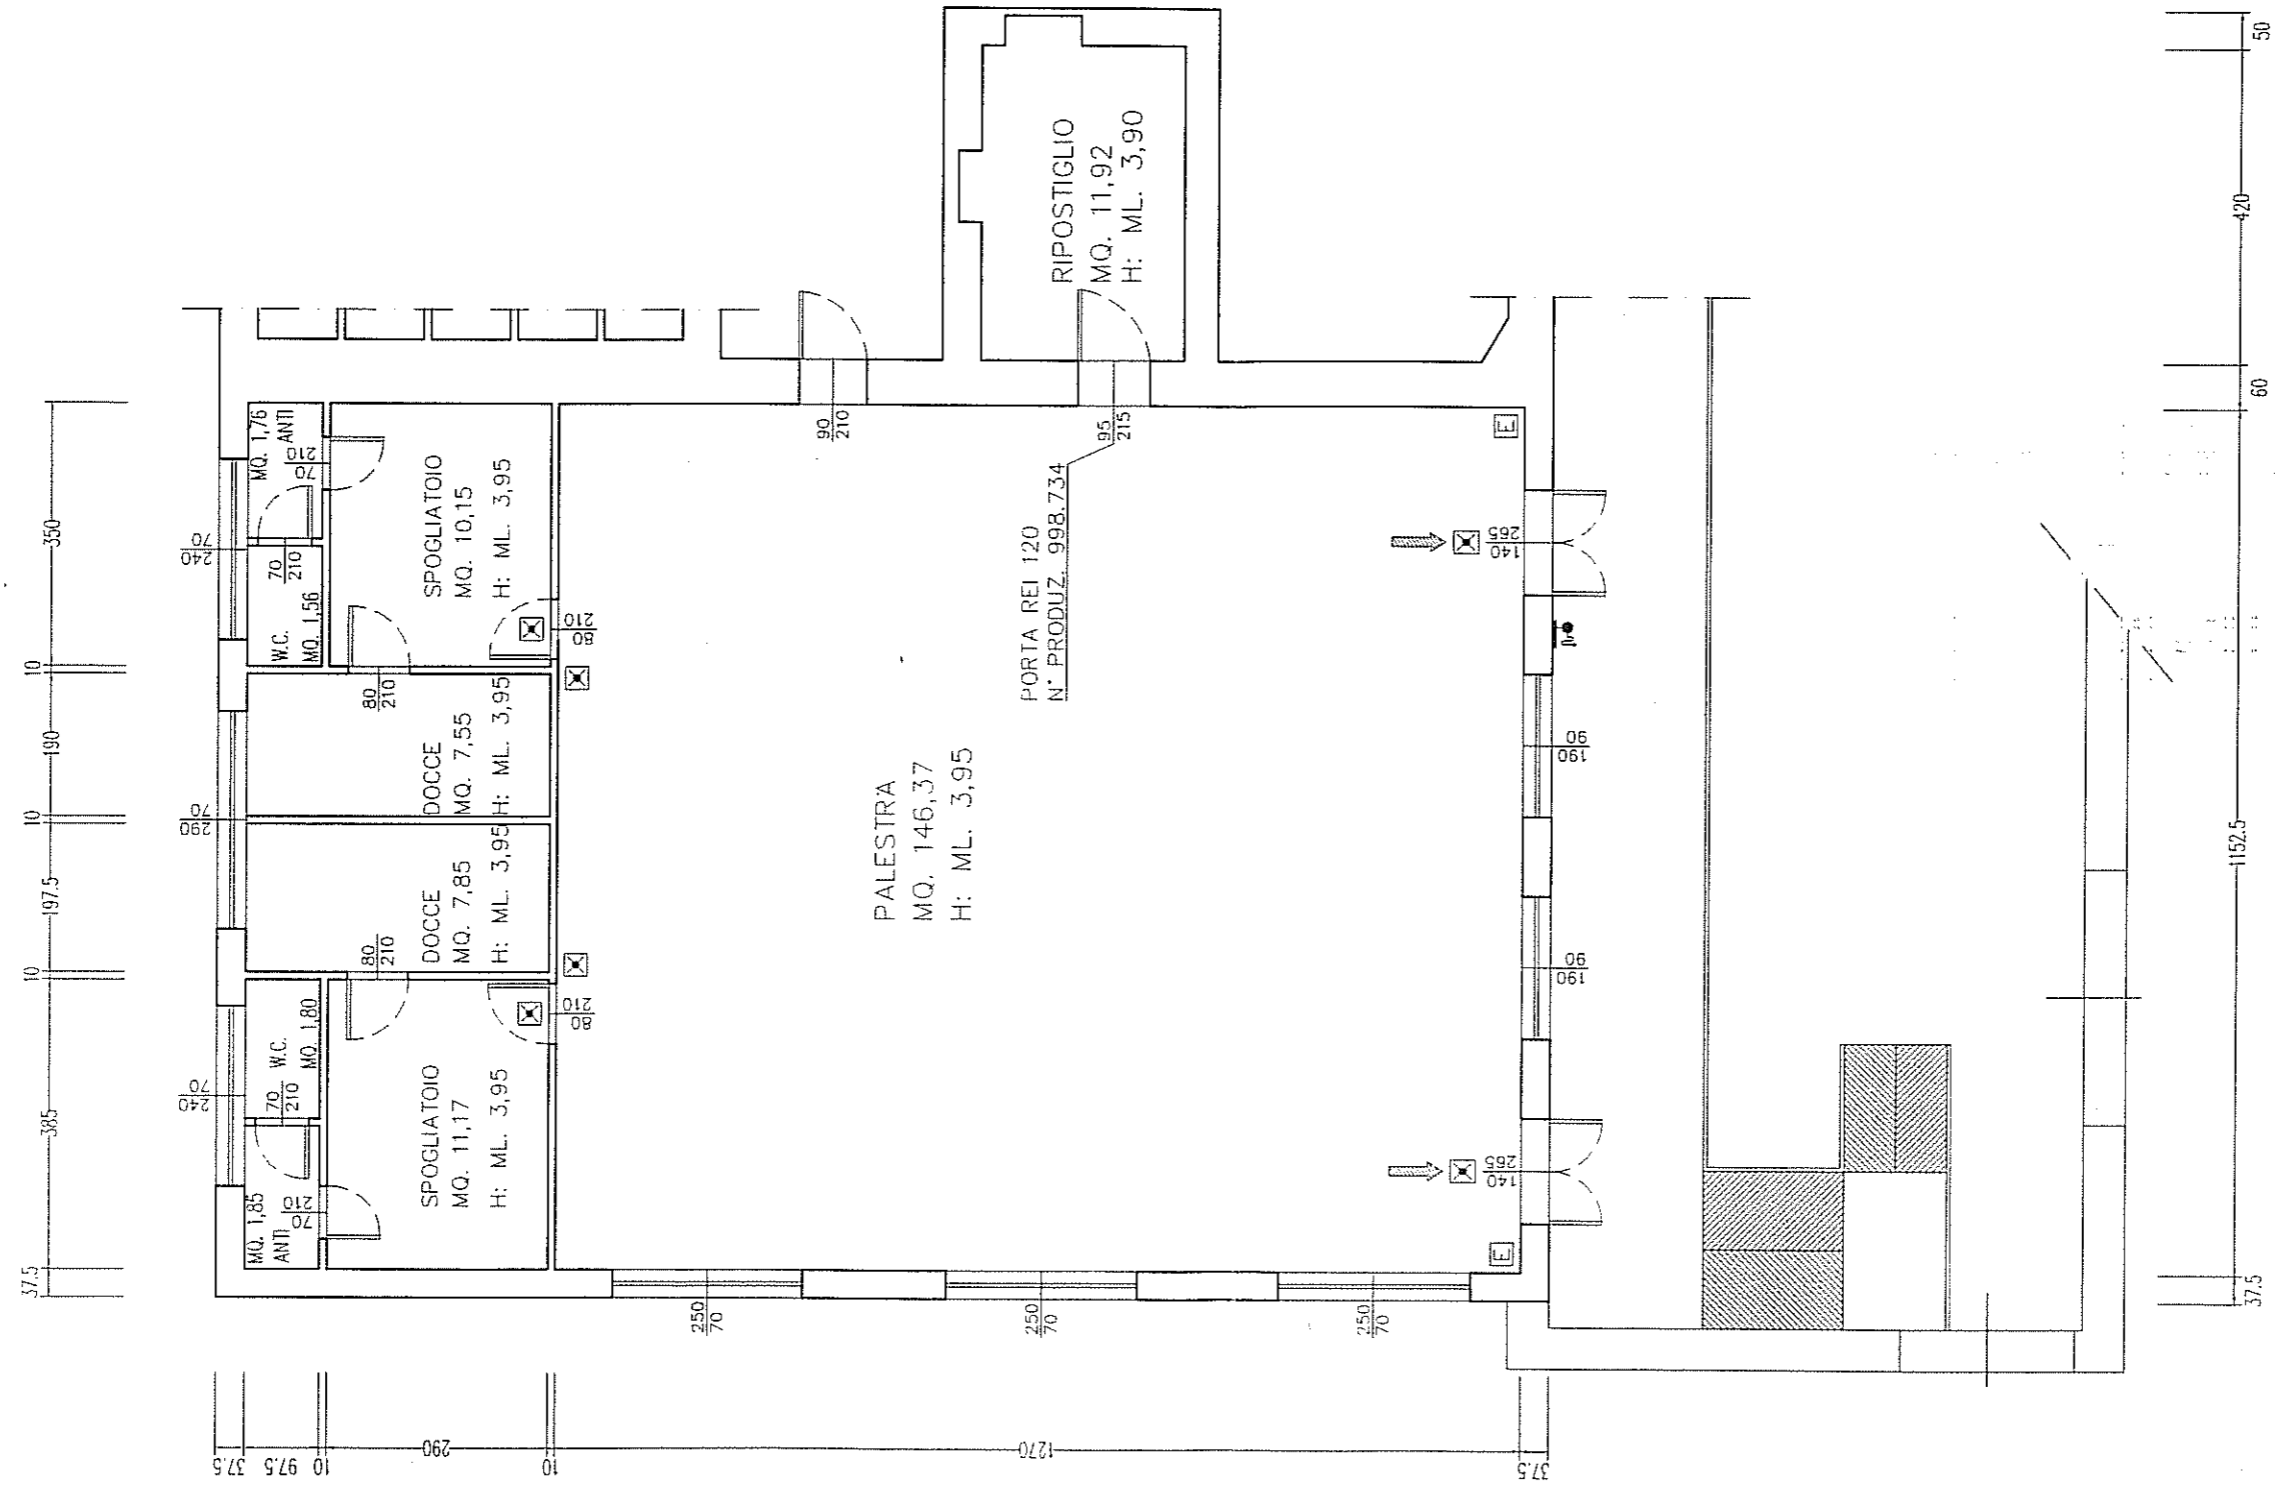 50
420
60
1152.5
37.5
350
10
190
10
197.5
10
385
37.5
37.5
97.5
10
290
10
1270
37.5
MQ. 1,76
ANTI
70
210
70
240
70
210
W.C.
MQ. 1,56
SPOGLIATOIO
MQ. 10,15
H: ML. 3,95
80
210
80
210
DOCCE
MQ. 7,55
H: ML. 3,95
70
290
DOCCE
MQ. 7,85
H: ML. 3,95
80
210
80
210
W.C.
MQ. 1,80
70
240
70
210
MQ. 1,85
ANTI
70
210
SPOGLIATOIO
MQ. 11,17
H: ML. 3,95
PALESTRA
MQ. 146,37
H: ML. 3,95
RIPOSTIGLIO
MQ. 11,92
H: ML. 3,90
90
210
95
215
PORTA REI 120
N° PRODUZ. 998.734
E
140
265
90
190
90
190
140
265
E
250
70
250
70
250
70